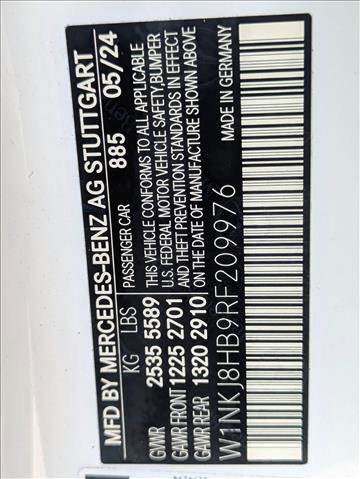 MFD BY MERCEDES-BENZ AG STUTTGART
885 05/24
PASSENGER CAR
KG LBS
GVWR 2535 5589
GAWR FRONT 1225 2701
GAWR REAR 1320 2910
THIS VEHICLE CONFORMS TO ALL APPLICABLE
U.S. FEDERAL MOTOR VEHICLE SAFETY, BUMPER
AND THEFT PREVENTION STANDARDS IN EFFECT
ON THE DATE OF MANUFACTURE SHOWN ABOVE
MADE IN GERMANY
W1NKJ8HB9RF209976